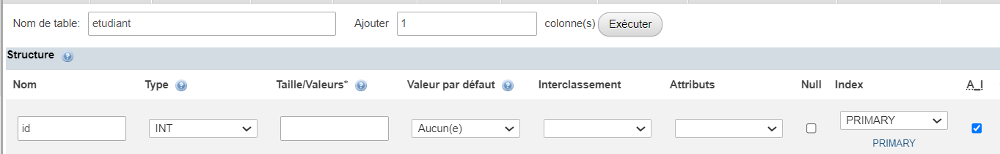 Nom de table: etudiant Ajouter 1 colonne(s) Exécuter
Structure
Nom Type Taille/Valeurs* Valeur par défaut Interclassement Attributs Null Index A_I
id INT Aucun(e) PRIMARY
PRIMARY